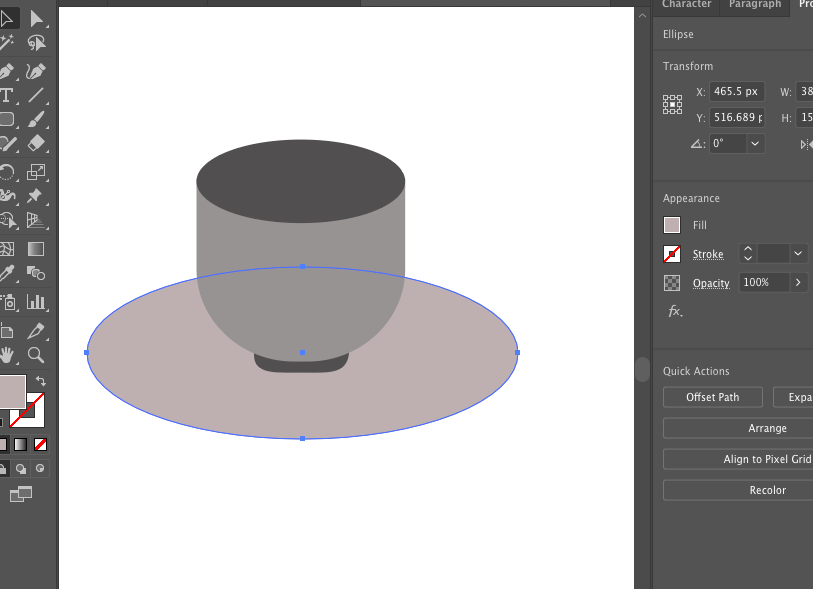 Character Paragraph
Ellipse
Transform
X: 465.5 px W: 38
Y: 516.689 p H: 15
0°
Appearance
Fill
Stroke
Opacity 100%
fx.
Quick Actions
Offset Path Expa
Arrange
Align to Pixel Grid
Recolor